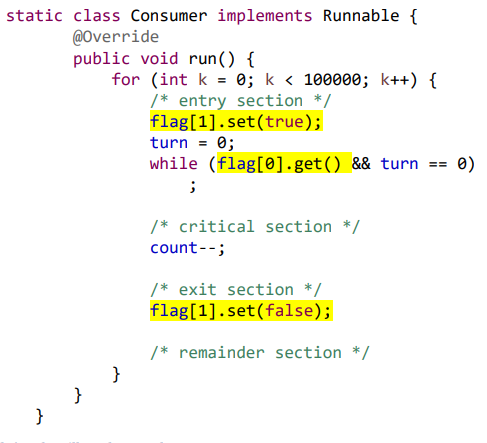 static class Consumer implements Runnable {
@Override
public void run() {
for (int k = 0; k < 100000; k++) {
/* entry section */
flag[1].set(true);
turn = 0;
while (flag[0].get() && turn == 0)
;
/* critical section */
count--;
/* exit section */
flag[1].set(false);
/* remainder section */
}
}
}